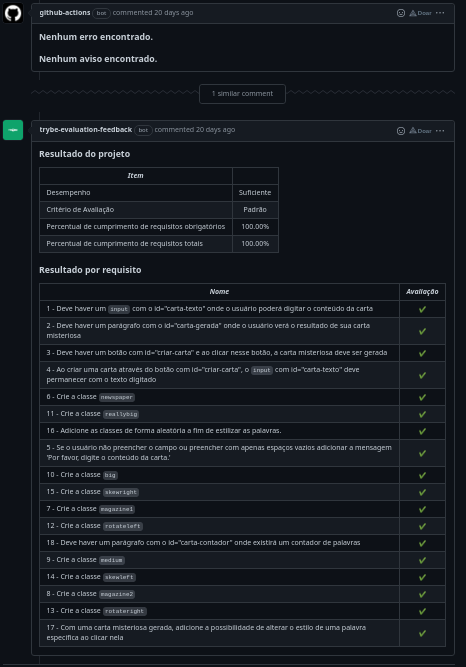 github-actions bot commented 20 days ago
Nenhum erro encontrado.
Nenhum aviso encontrado.
1 similar comment
trybe-evaluation-feedback bot commented 20 days ago
Resultado do projeto
Item
Desempenho Suficiente
Critério de Avaliação Padrão
Percentual de cumprimento de requisitos obrigatórios 100.00%
Percentual de cumprimento de requisitos totais 100.00%
Resultado por requisito
Nome Avaliação
1 - Deve haver um input com o id="carta-texto" onde o usuário poderá digitar o conteúdo da carta ✔
2 - Deve haver um parágrafo com o id="carta-gerada" onde o usuário verá o resultado de sua carta
misteriosa ✔
3 - Deve haver um botão com id="criar-carta" e ao clicar nesse botão, a carta misteriosa deve ser gerada ✔
4 - Ao criar uma carta através do botão com id="criar-carta", o input com id="carta-texto" deve
permanecer com o texto digitado ✔
6 - Crie a classe newspaper ✔
11 - Crie a classe reallybig ✔
16 - Adicione as classes de forma aleatória a fim de estilizar as palavras. ✔
5 - Se o usuário não preencher o campo ou preencher com apenas espaços vazios adicionar a mensagem
'Por favor, digite o conteúdo da carta.' ✔
10 - Crie a classe big ✔
15 - Crie a classe skewright ✔
7 - Crie a classe magazine1 ✔
12 - Crie a classe rotateleft ✔
18 - Deve haver um parágrafo com o id="carta-contador" onde existirá um contador de palavras ✔
9 - Crie a classe medium ✔
14 - Crie a classe skewleft ✔
8 - Crie a classe magazine2 ✔
13 - Crie a classe rotateright ✔
17 - Com uma carta misteriosa gerada, adicione a possibilidade de alterar o estilo de uma palavra
específica ao clicar nela ✔